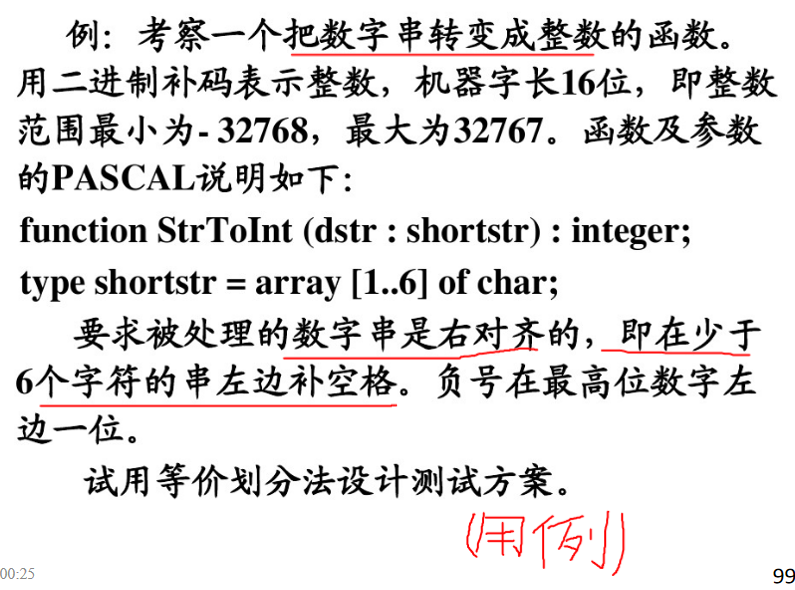 例：考察一个把数字串转变成整数的函数。
用二进制补码表示整数，机器字长16位，即整数
范围最小为- 32768，最大为32767。函数及参数
的PASCAL说明如下：
function StrToInt (dstr : shortstr) : integer;
type shortstr = array [1..6] of char;
要求被处理的数字串是右对齐的，即在少于
6个字符的串左边补空格。负号在最高位数字左
边一位。
试用等价划分法设计测试方案。
(用例)
00:25
99